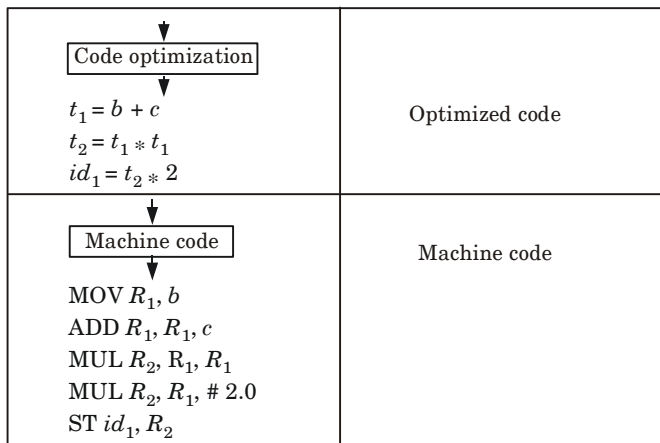 Code optimization
t₁ = b + c
t₂ = t₁ * t₁
id₁ = t₂ * 2
Optimized code
Machine code
MOV R₁, b
ADD R₁, R₁, c
MUL R₂, R₁, R₁
MUL R₂, R₁, # 2.0
ST id₁, R₂
Machine code